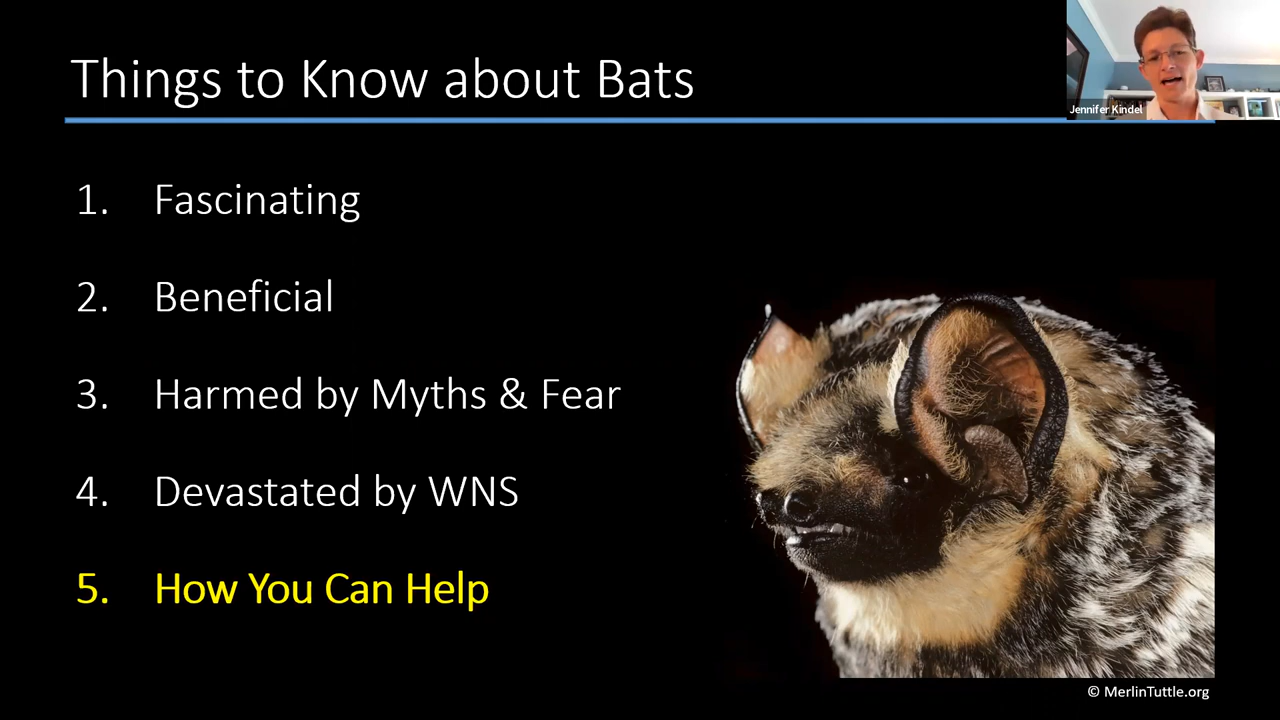 Things to Know about Bats
Jennifer Kindel
1. Fascinating
2. Beneficial
3. Harmed by Myths & Fear
4. Devastated by WNS
5. How You Can Help
© MerlinTuttle.org